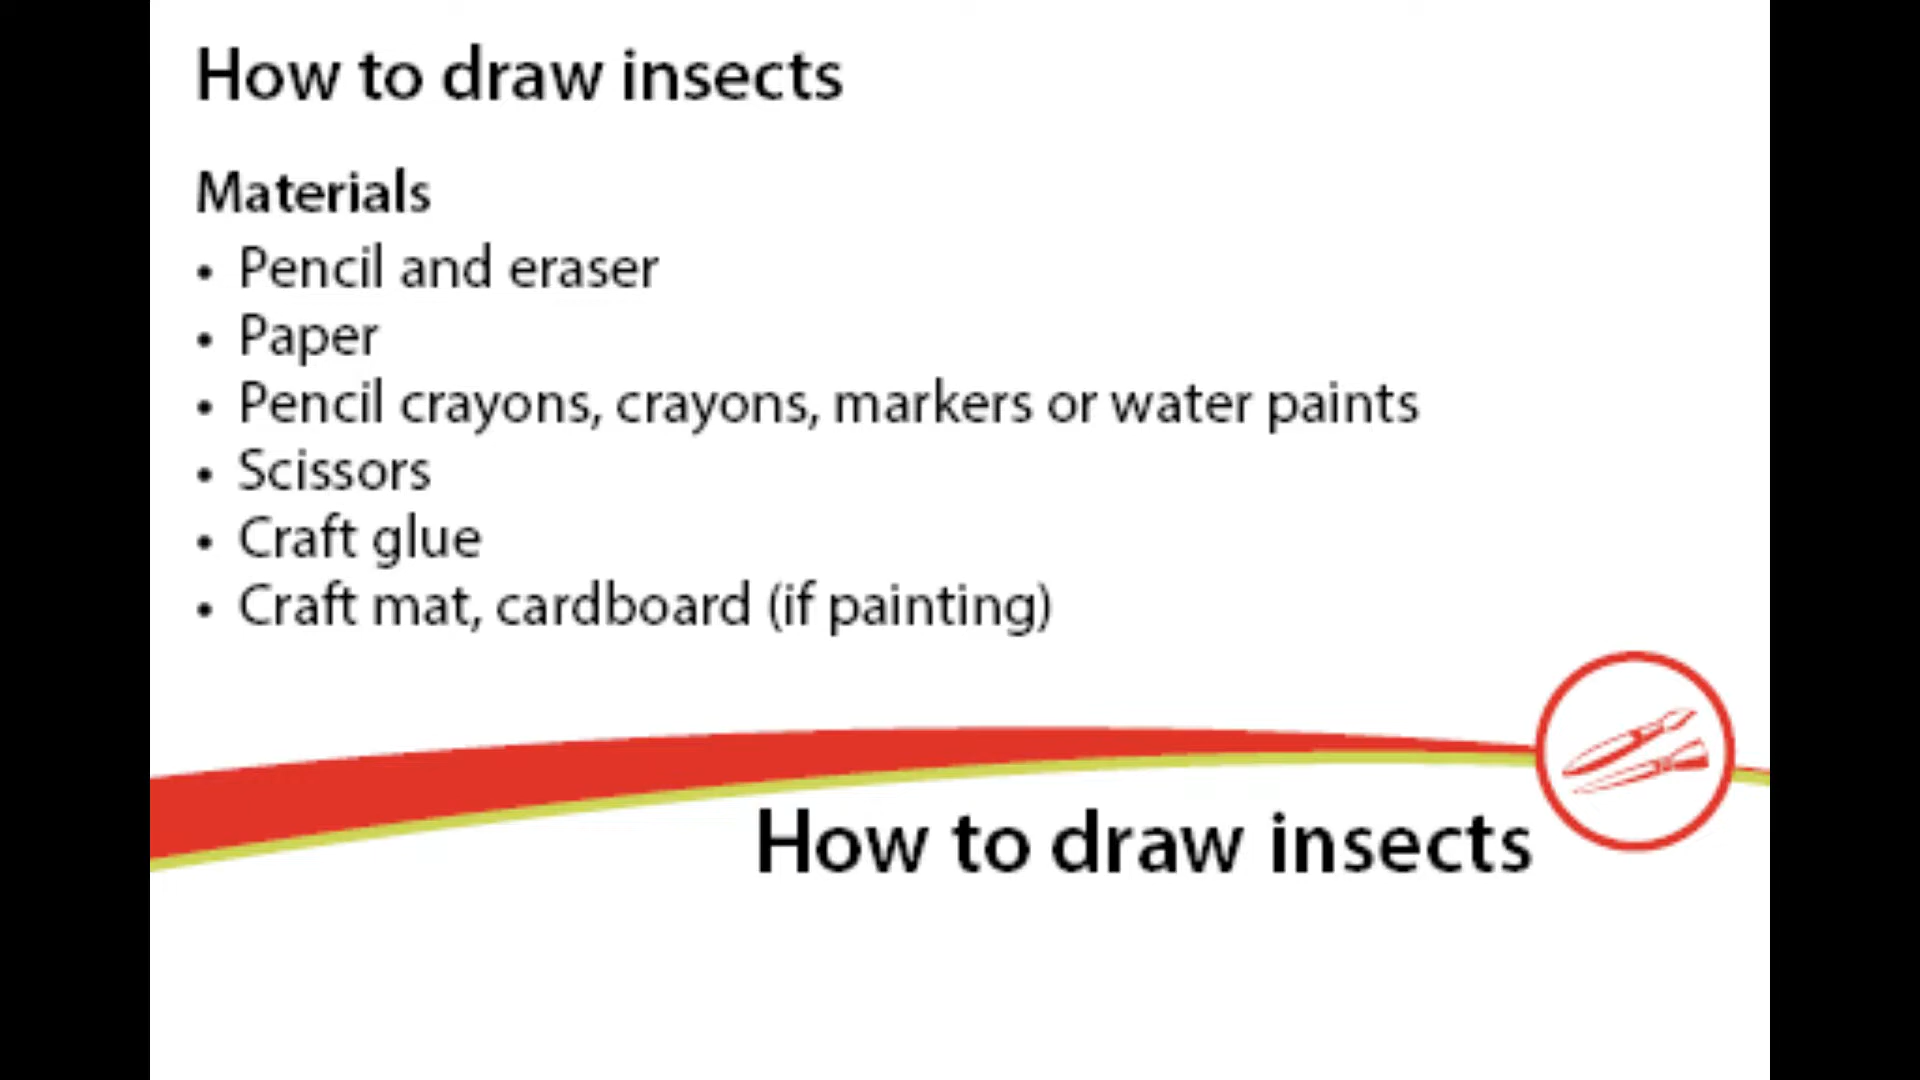 How to draw insects
Materials
• Pencil and eraser
• Paper
• Pencil crayons, crayons, markers or water paints
• Scissors
• Craft glue
• Craft mat, cardboard (if painting)
How to draw insects